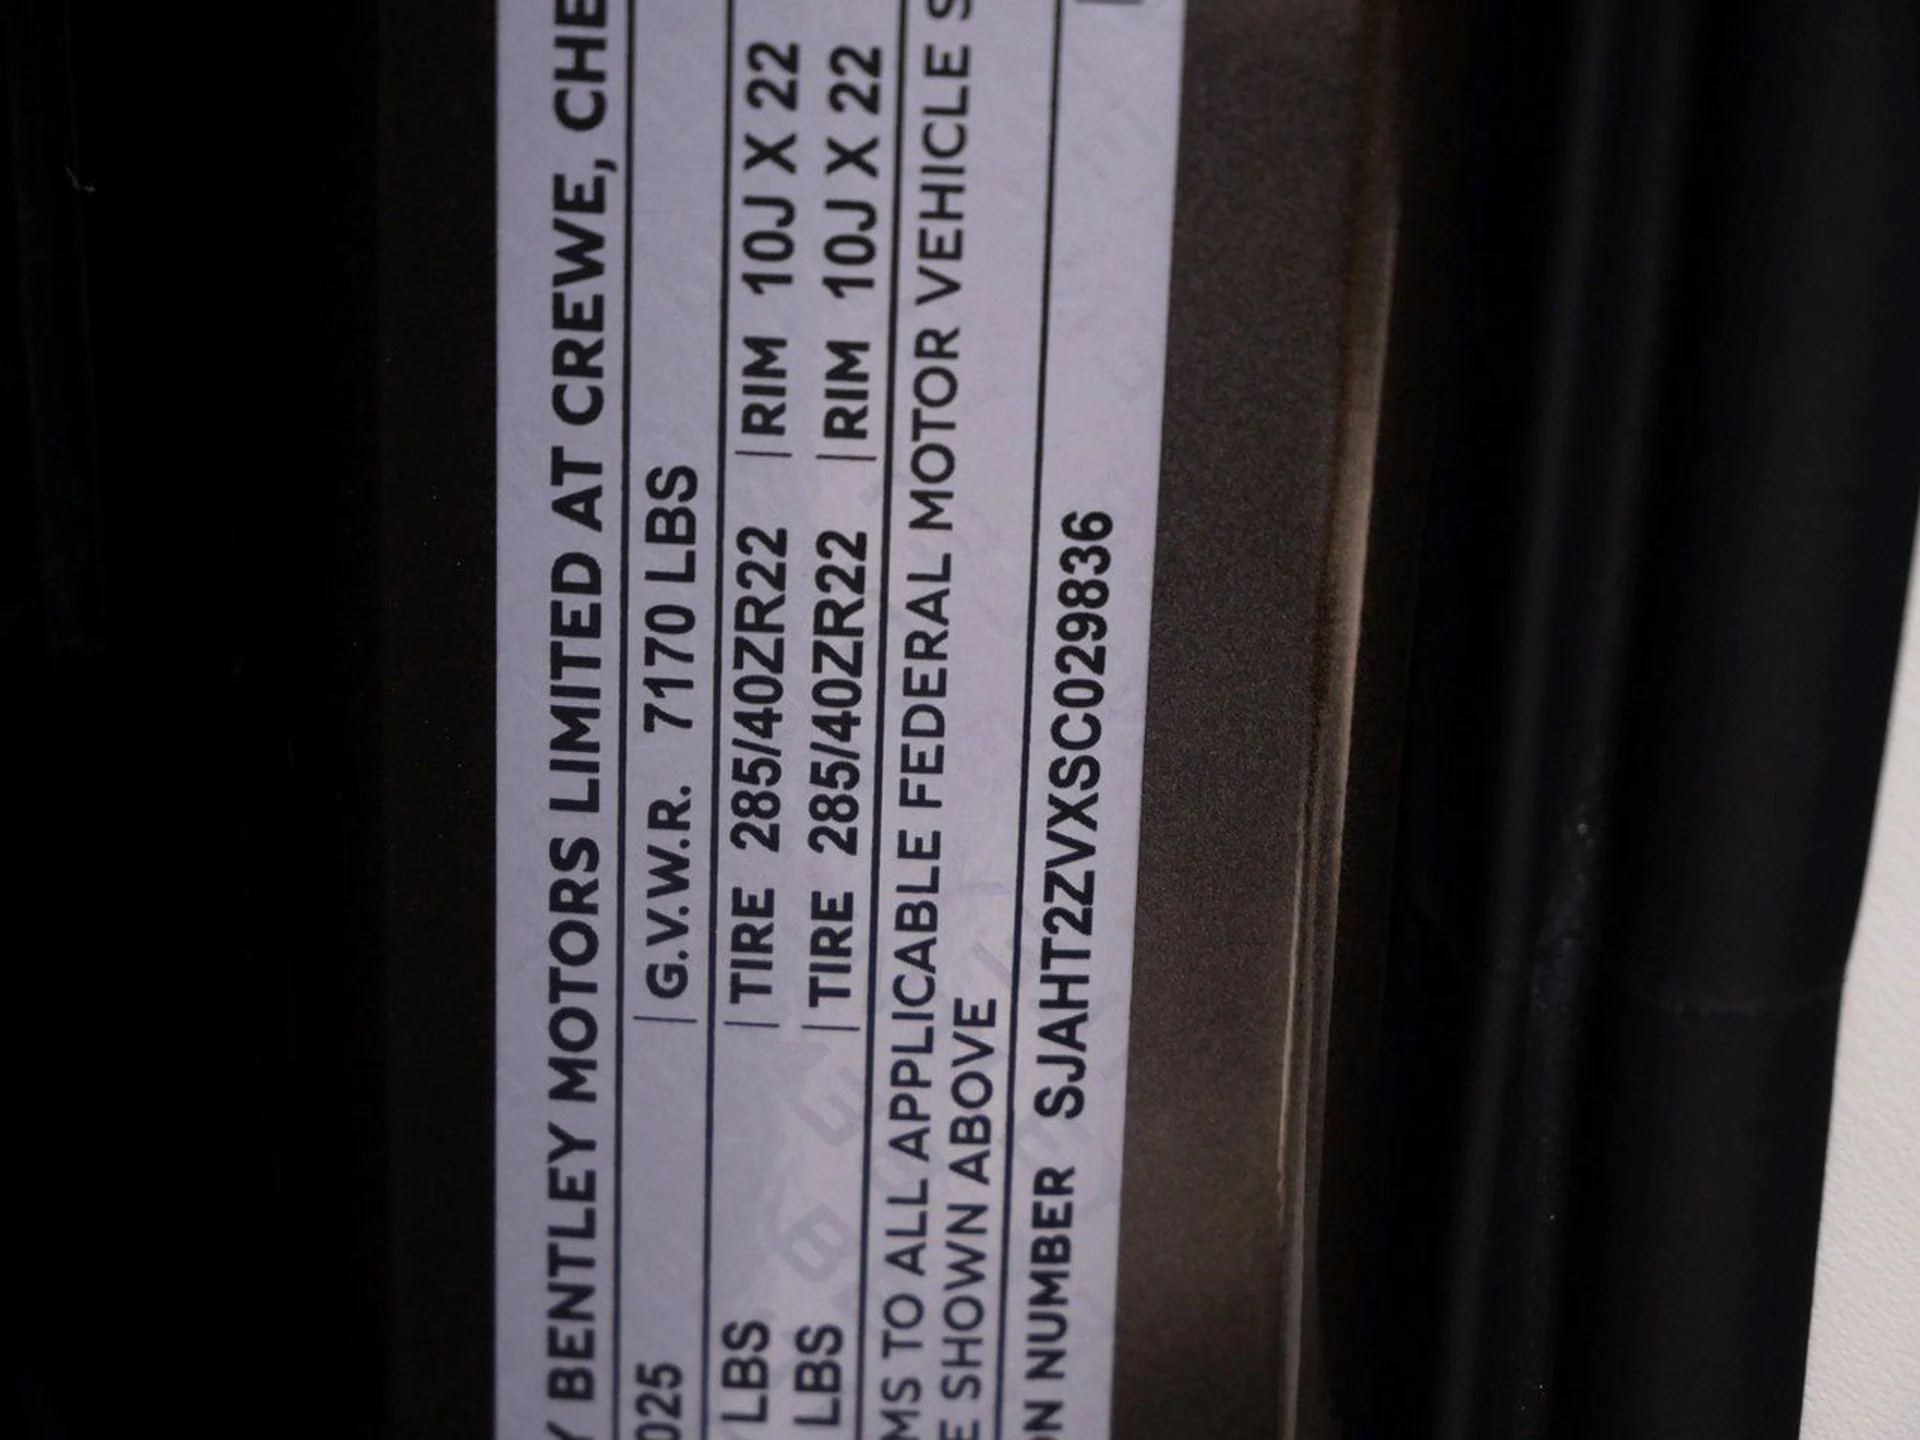 Y BENTLEY MOTORS LIMITED AT CREWE, CHE
025 | G.V.W.R. 7170 LBS
LBS | TIRE 285/40ZR22 | RIM 10J X 22
LBS | TIRE 285/40ZR22 | RIM 10J X 22
MS TO ALL APPLICABLE FEDERAL MOTOR VEHICLE S
E SHOWN ABOVE
ON NUMBER SJAHT2ZVXSC029836